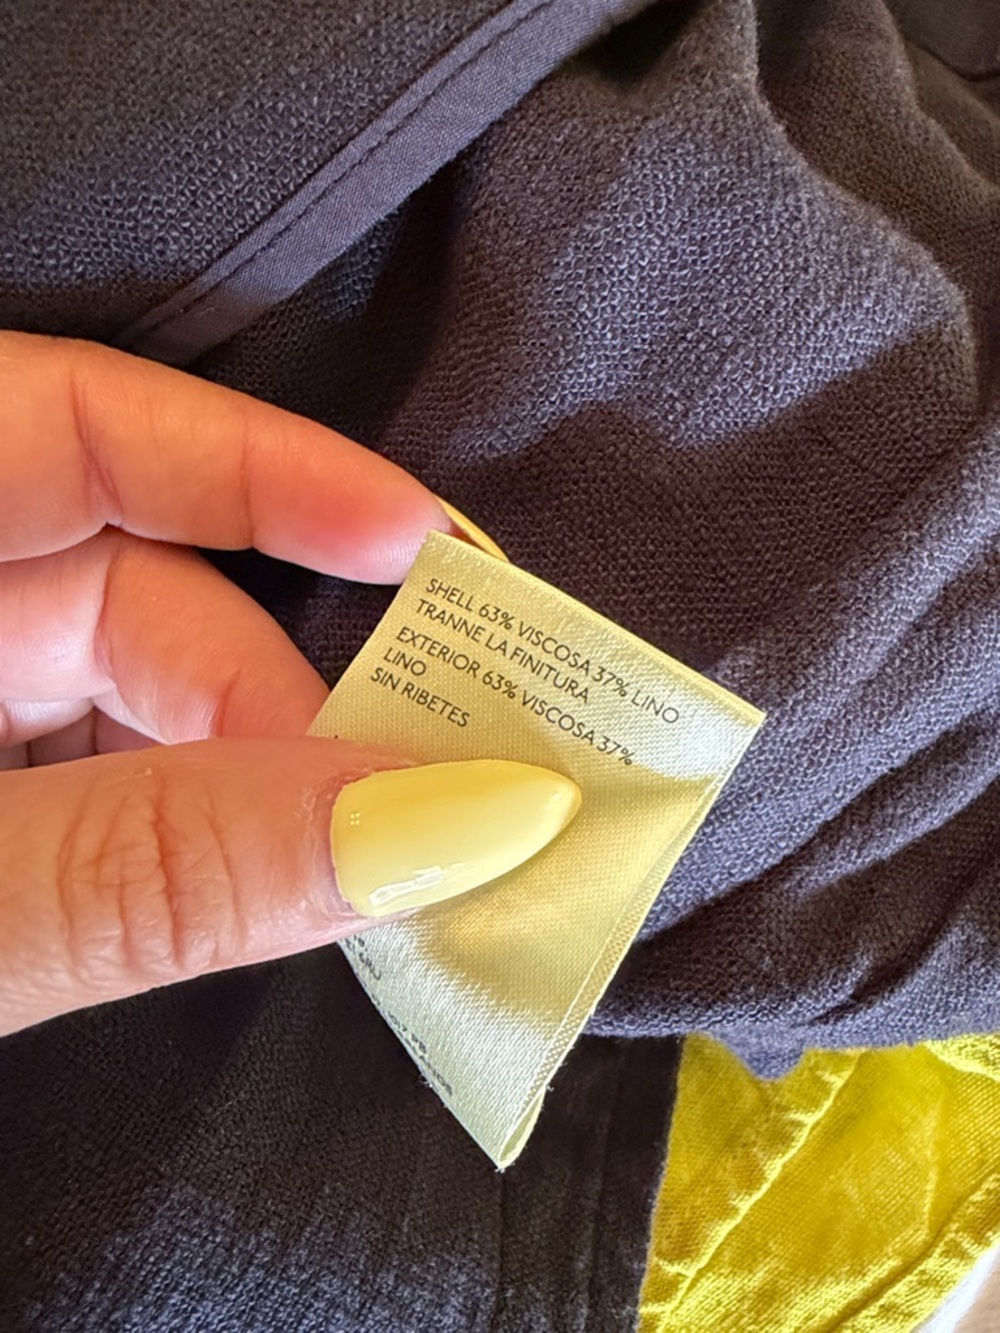 SHELL 63% VISCOSA 37% LINO
TRANNE LA FINITURA
EXTERIOR 63% VISCOSA 37%
LINO
SIN RIBETES